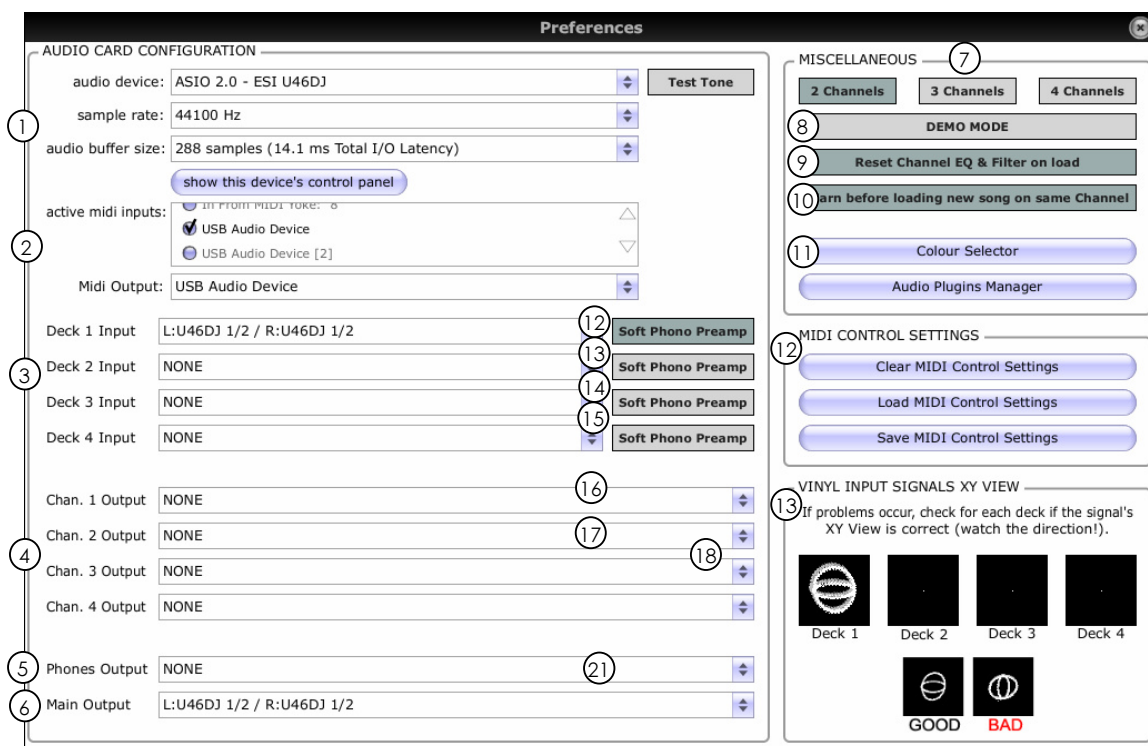 Preferences
AUDIO CARD CONFIGURATION
audio device: ASIO 2.0 - ESI U46DJ Test Tone
1 sample rate: 44100 Hz
audio buffer size: 288 samples (14.1 ms Total I/O Latency)
show this device's control panel
active midi inputs: In From MIDI Yoke: 8
USB Audio Device
2 USB Audio Device [2]
Midi Output: USB Audio Device
Deck 1 Input L:U46DJ 1/2 / R:U46DJ 1/2 12 Soft Phono Preamp
3 Deck 2 Input NONE 13 Soft Phono Preamp
Deck 3 Input NONE 14 Soft Phono Preamp
Deck 4 Input NONE 15 Soft Phono Preamp
Chan. 1 Output NONE 16
Chan. 2 Output NONE 17
4 Chan. 3 Output NONE 18
Chan. 4 Output NONE
5 Phones Output NONE 21
6 Main Output L:U46DJ 1/2 / R:U46DJ 1/2
MISCELLANEOUS 7
2 Channels 3 Channels 4 Channels
8 DEMO MODE
9 Reset Channel EQ & Filter on load
10 arn before loading new song on same Channel
11 Colour Selector
Audio Plugins Manager
MIDI CONTROL SETTINGS
12 Clear MIDI Control Settings
Load MIDI Control Settings
Save MIDI Control Settings
VINYL INPUT SIGNALS XY VIEW
13 If problems occur, check for each deck if the signal's
XY View is correct (watch the direction!).
Deck 1 Deck 2 Deck 3 Deck 4
GOOD BAD